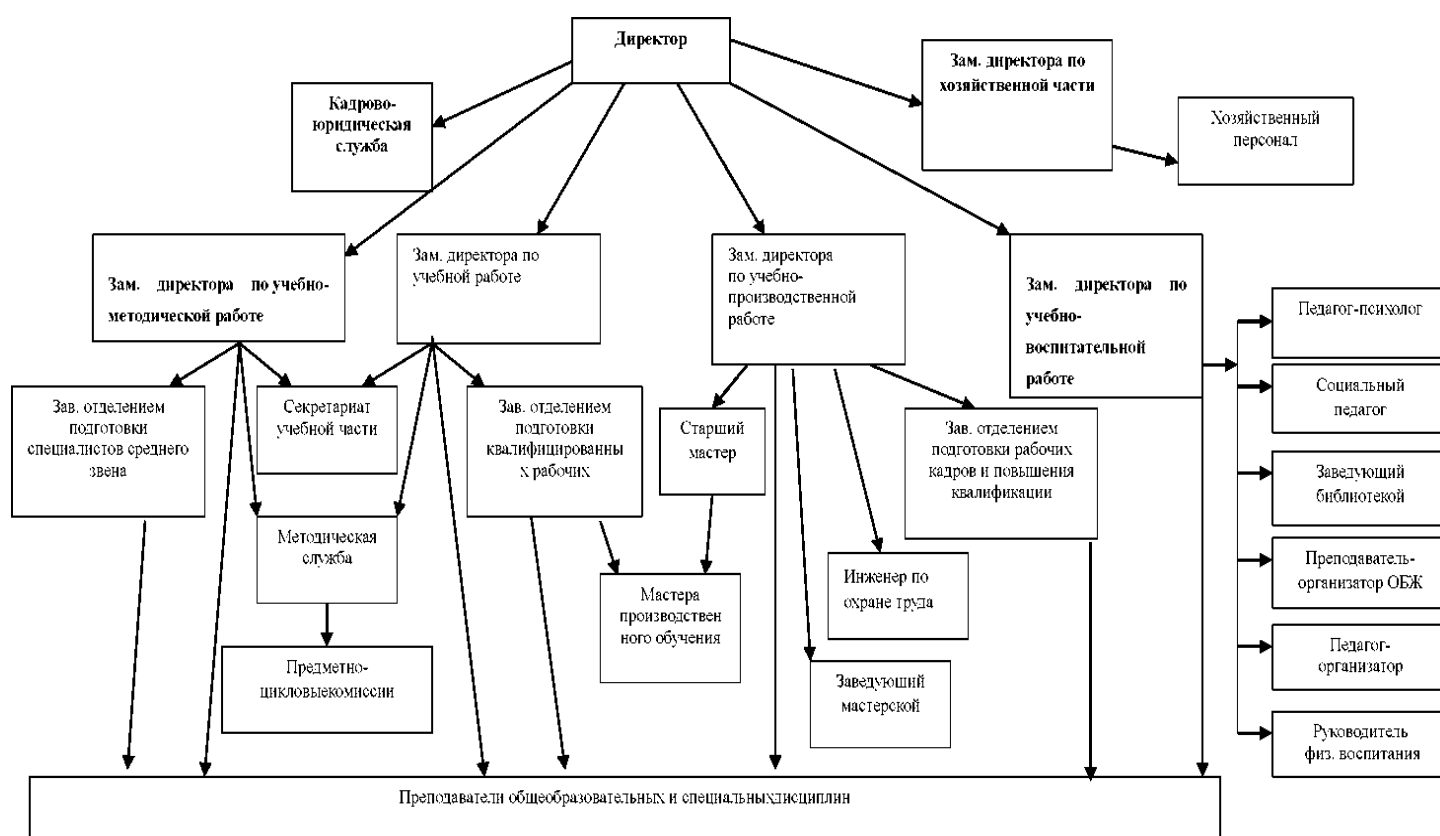 Директор
Зам. директора по
хозяйственной части
Кадрово-
юридическая
служба
Хозяйственный
персонал
Зам. директора по учебно-
методической работе
Зам. директора по
учебной работе
Зам. директора
по учебно-
производственной
работе
Зам. директора по
учебно-
воспитательной
работе
Педагог-психолог
Социальный
педагог
Заведующий
библиотекой
Преподаватель-
организатор ОБЖ
Педагог-
организатор
Руководитель
физ. воспитания
Зав. отделением
подготовки
специалистов среднего
звена
Секретариат
учебной части
Зав. отделением
подготовки
квалифицированны
х рабочих
Старший
мастер
Зав. отделением
подготовки рабочих
кадров и повышения
квалификации
Методическая
служба
Мастера
производствен
ного обучения
Инженер по
охране труда
Предметно-
цикловыекомиссии
Заведующий
мастерской
Преподаватели общеобразовательных и специальныхдисциплин